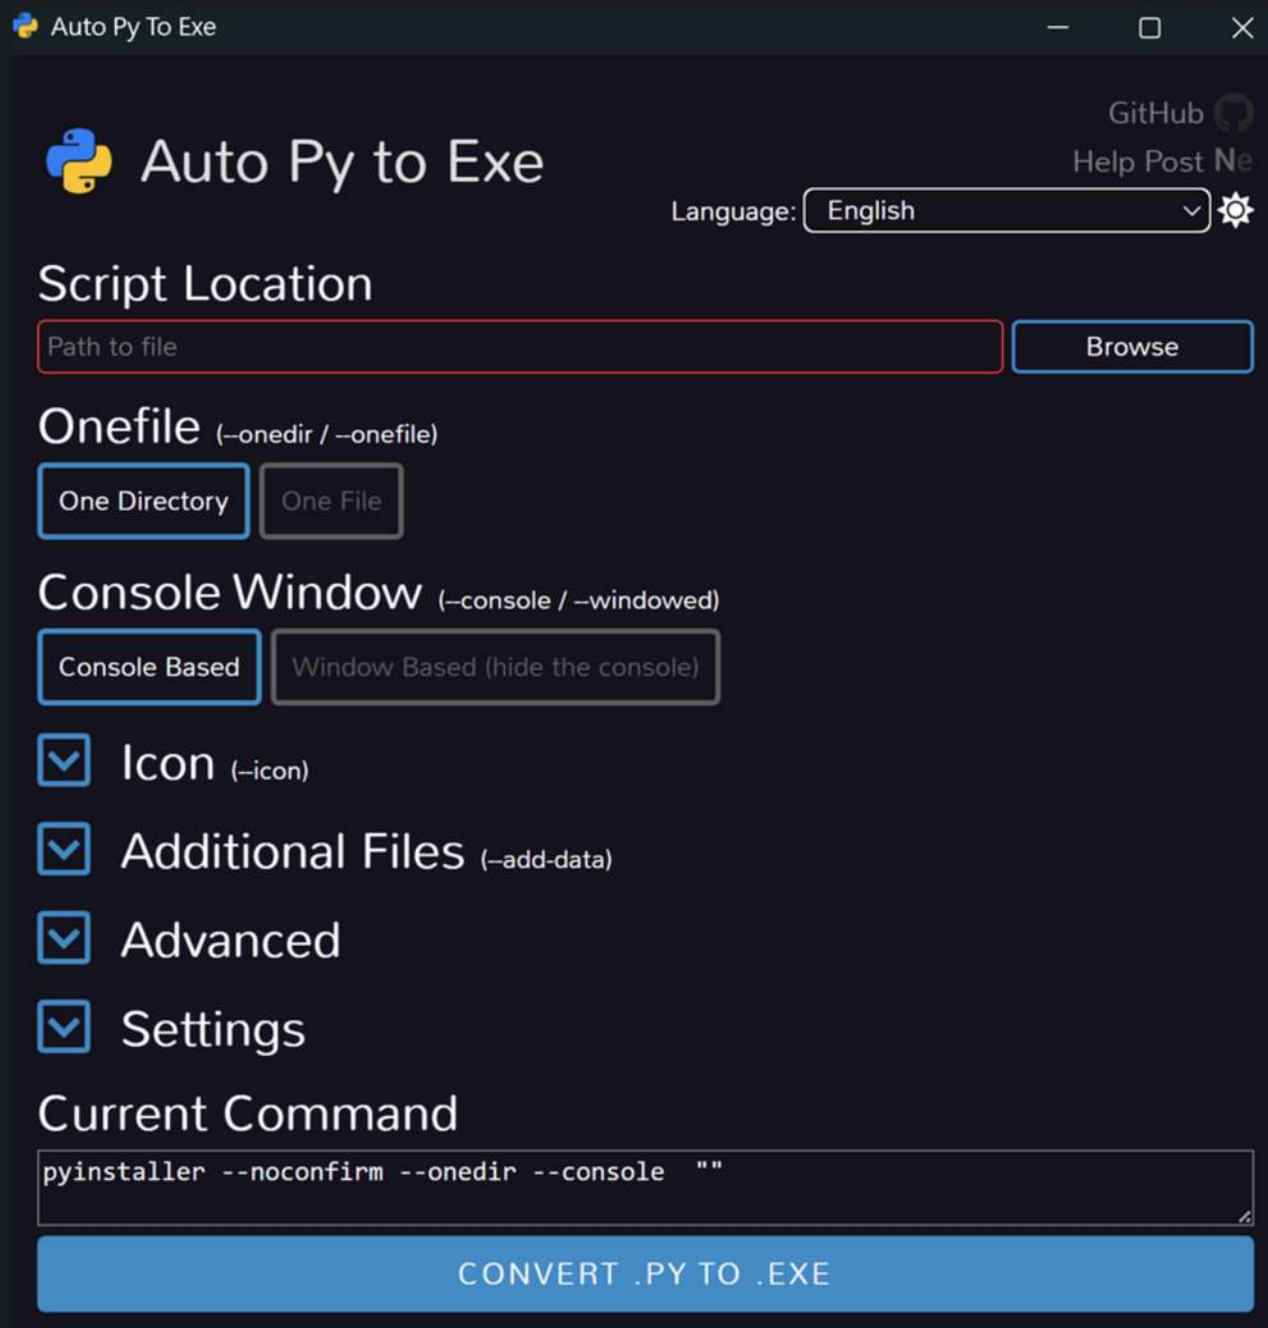 Auto Py To Exe
GitHub
Auto Py to Exe
Help Post Ne
Language: English
Script Location
Path to file
Browse
Onefile (--onedir / --onefile)
One Directory
One File
Console Window (--console / --windowed)
Console Based
Window Based (hide the console)
Icon (--icon)
Additional Files (--add-data)
Advanced
Settings
Current Command
pyinstaller --noconfirm --onedir --console  ""
CONVERT .PY TO .EXE